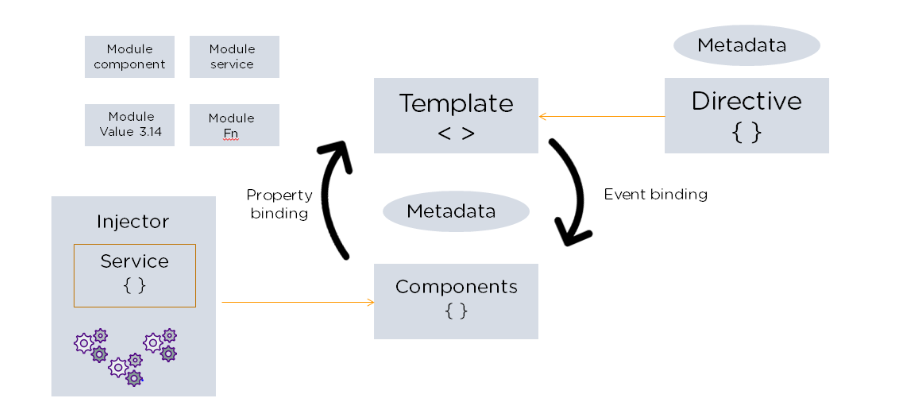 Module
component
Module
service
Module
Value 3.14
Module
Fn
Metadata
Directive
{ }
Template
< >
Property
binding
Event binding
Metadata
Injector
Service
{ }
Components
{ }